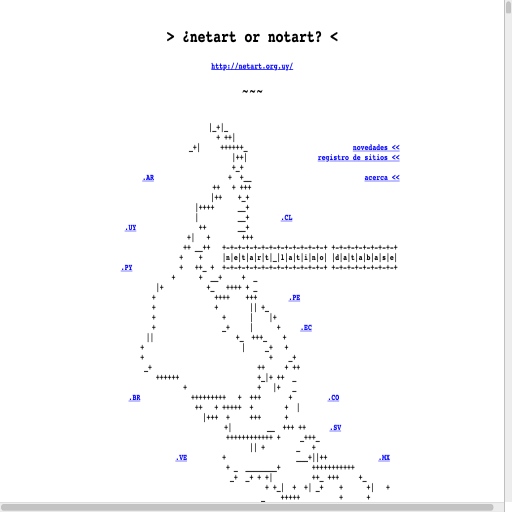 > ¿netart or notart? <
http://netart.org.uy/
~~~
novedades <<
registro de sitios <<
.AR
acerca <<
.CL
.UY
|n|e|t|a|r|t|_|l|a|t|i|n|o| |d|a|t|a|b|a|s|e|
.PY
.PE
.EC
.BR
.CO
.SV
.VE
.MX